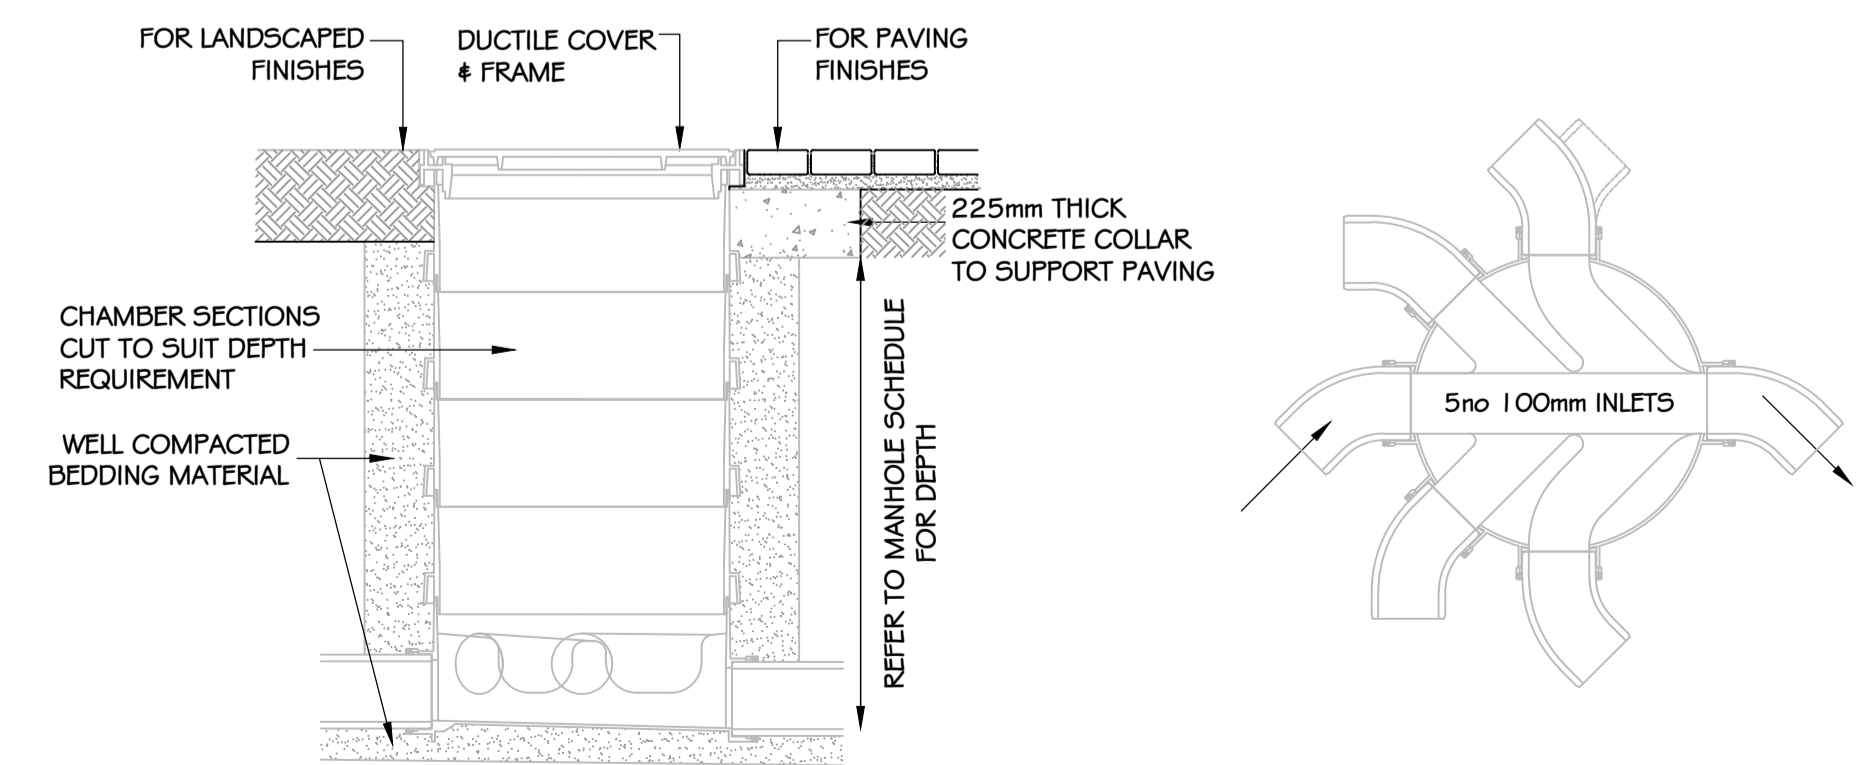 FOR LANDSCAPED
FINISHES
DUCTILE COVER
& FRAME
FOR PAVING
FINISHES
225mm THICK
CONCRETE COLLAR
TO SUPPORT PAVING
CHAMBER SECTIONS
CUT TO SUIT DEPTH
REQUIREMENT
WELL COMPACTED
BEDDING MATERIAL
REFER TO MANHOLE SCHEDULE
FOR DEPTH
5no 100mm INLETS